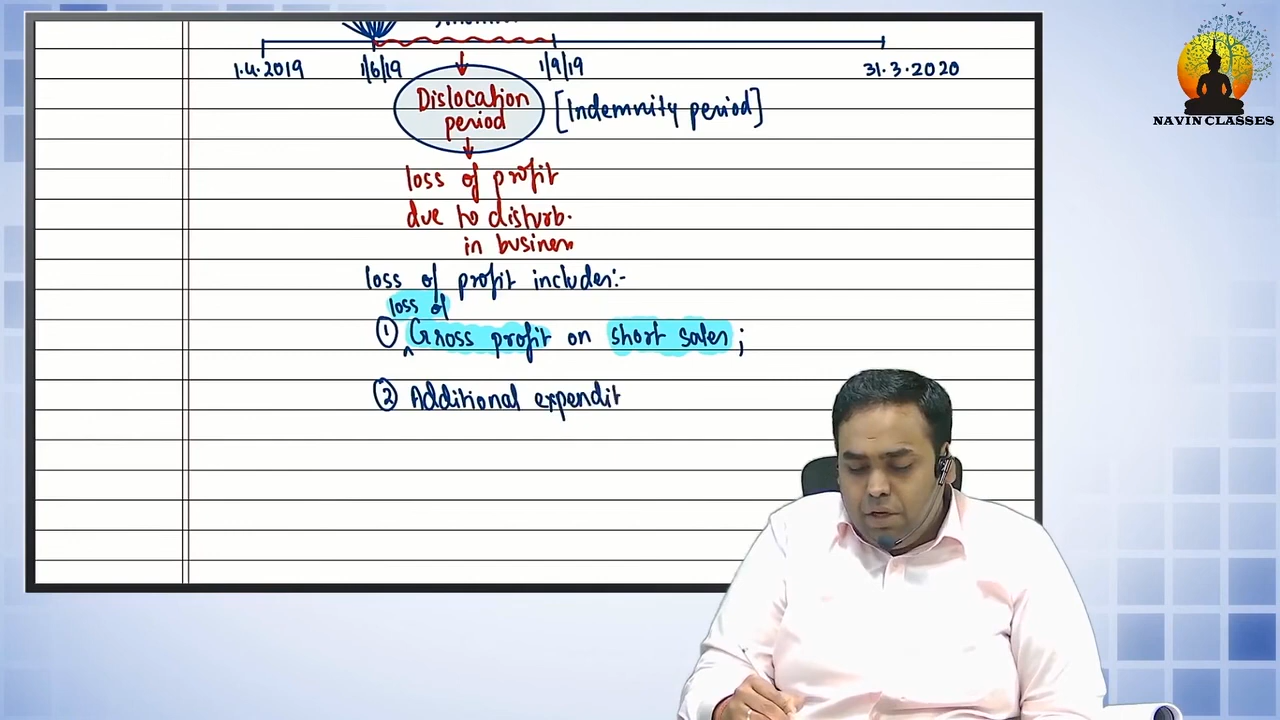 1.4.2019 1/6/19 1/9/19 31.3.2020
Dislocation
period
[Indemnity period]
loss of profit
due to disturb.
in business
loss of profit includes:-
loss of
① Gross profit on short sales;
② Additional expendit
NAVIN CLASSES